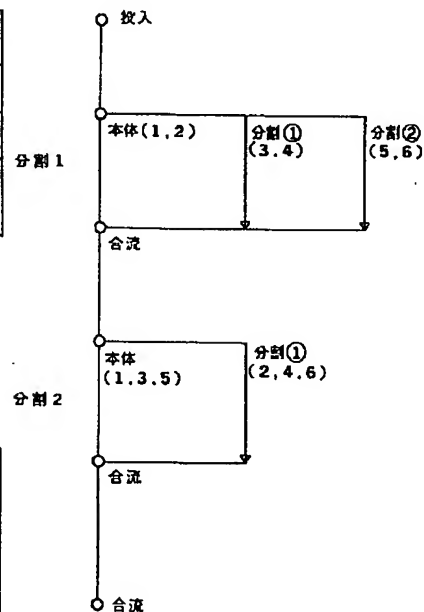 投入
本体(1,2)
分割①
(3.4)
分割②
(5,6)
分割1
合流
本体
(1.3.5)
分割①
(2,4.6)
分割2
合流
合流